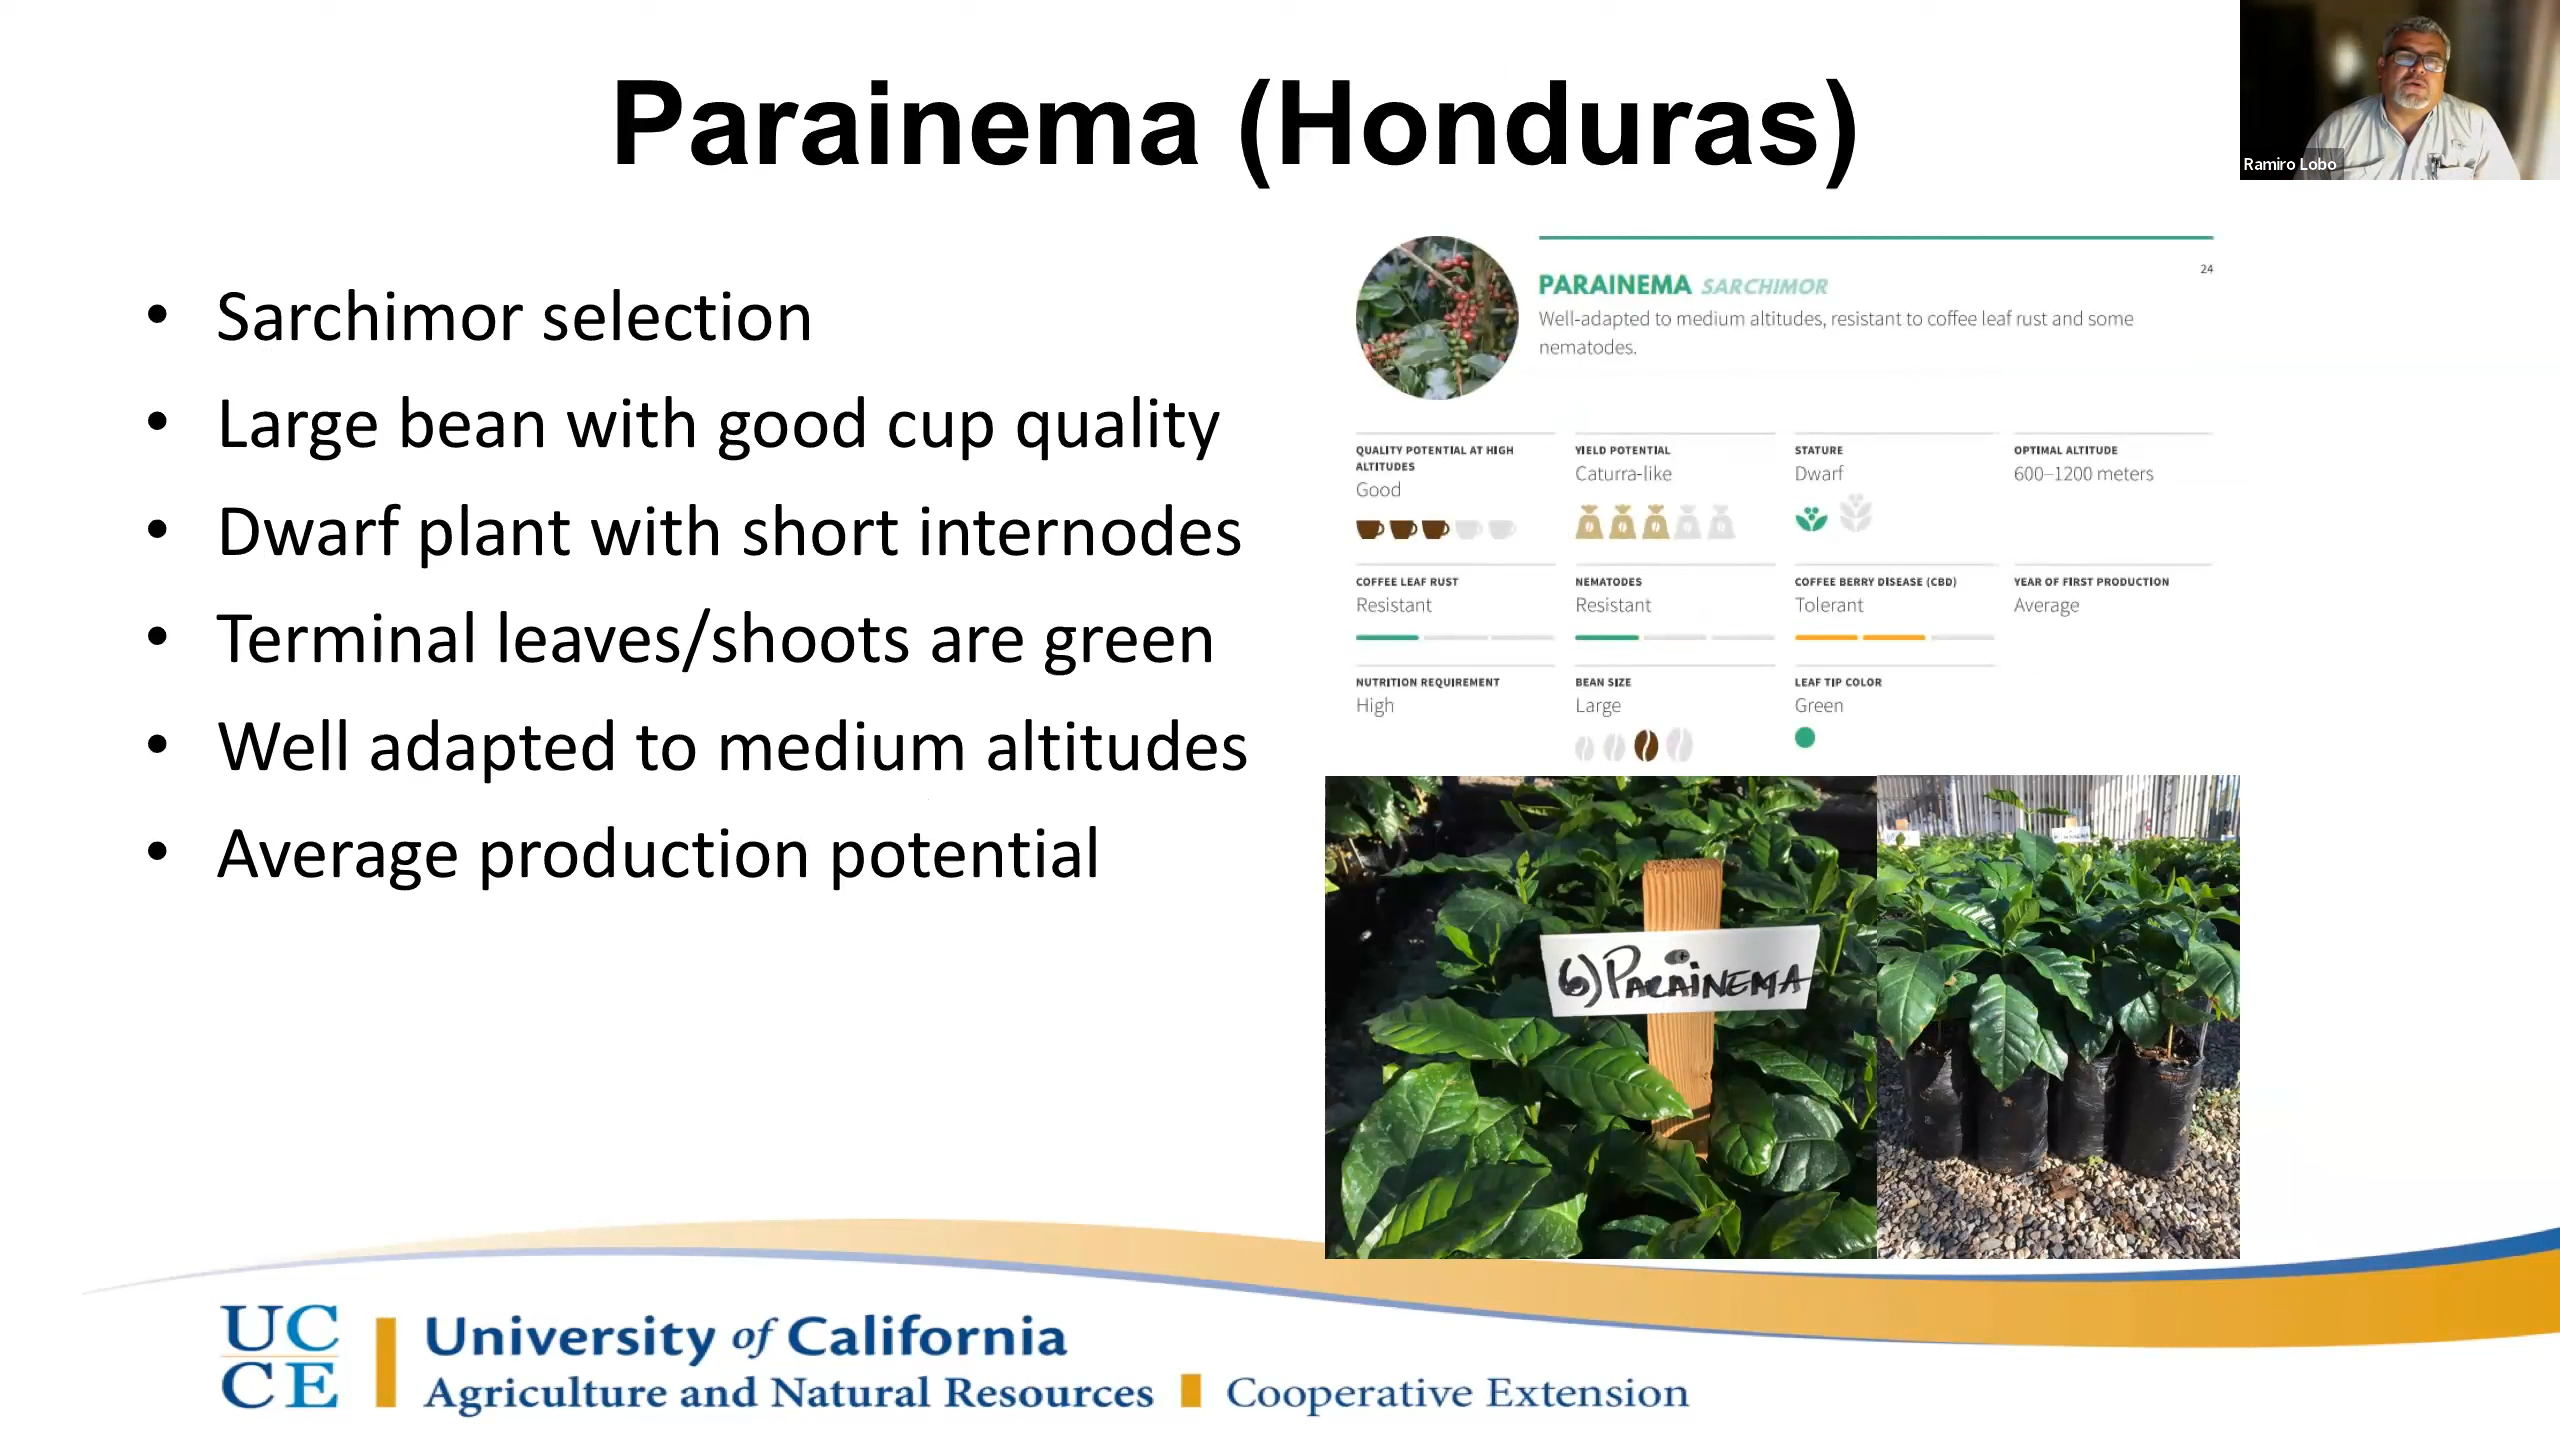 Parainema (Honduras)
Ramiro Lobo
• Sarchimor selection
• Large bean with good cup quality
• Dwarf plant with short internodes
• Terminal leaves/shoots are green
• Well adapted to medium altitudes
• Average production potential
24
PARAINEMA SARCHIMOR
Well-adapted to medium altitudes, resistant to coffee leaf rust and some
nematodes.
QUALITY POTENTIAL AT HIGH
ALTITUDES
Good
YIELD POTENTIAL
Caturra-like
STATURE
Dwarf
OPTIMAL ALTITUDE
600–1200 meters
COFFEE LEAF RUST
Resistant
NEMATODES
Resistant
COFFEE BERRY DISEASE (CBD)
Tolerant
YEAR OF FIRST PRODUCTION
Average
NUTRITION REQUIREMENT
High
BEAN SIZE
Large
LEAF TIP COLOR
Green
6) PARAINEMA
UC
CE
University of California
Agriculture and Natural Resources
Cooperative Extension